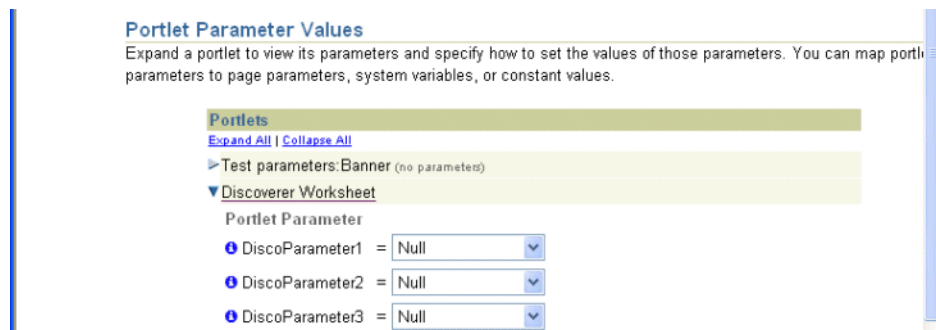 Portlet Parameter Values
Expand a portlet to view its parameters and specify how to set the values of those parameters. You can map
parameters to page parameters, system variables, or constant values.
Portlets
Expand All | Collapse All
Test parameters:Banner (no parameters)
Discoverer Worksheet
Portlet Parameter
DiscoParameter1 = Null
DiscoParameter2 = Null
DiscoParameter3 = Null